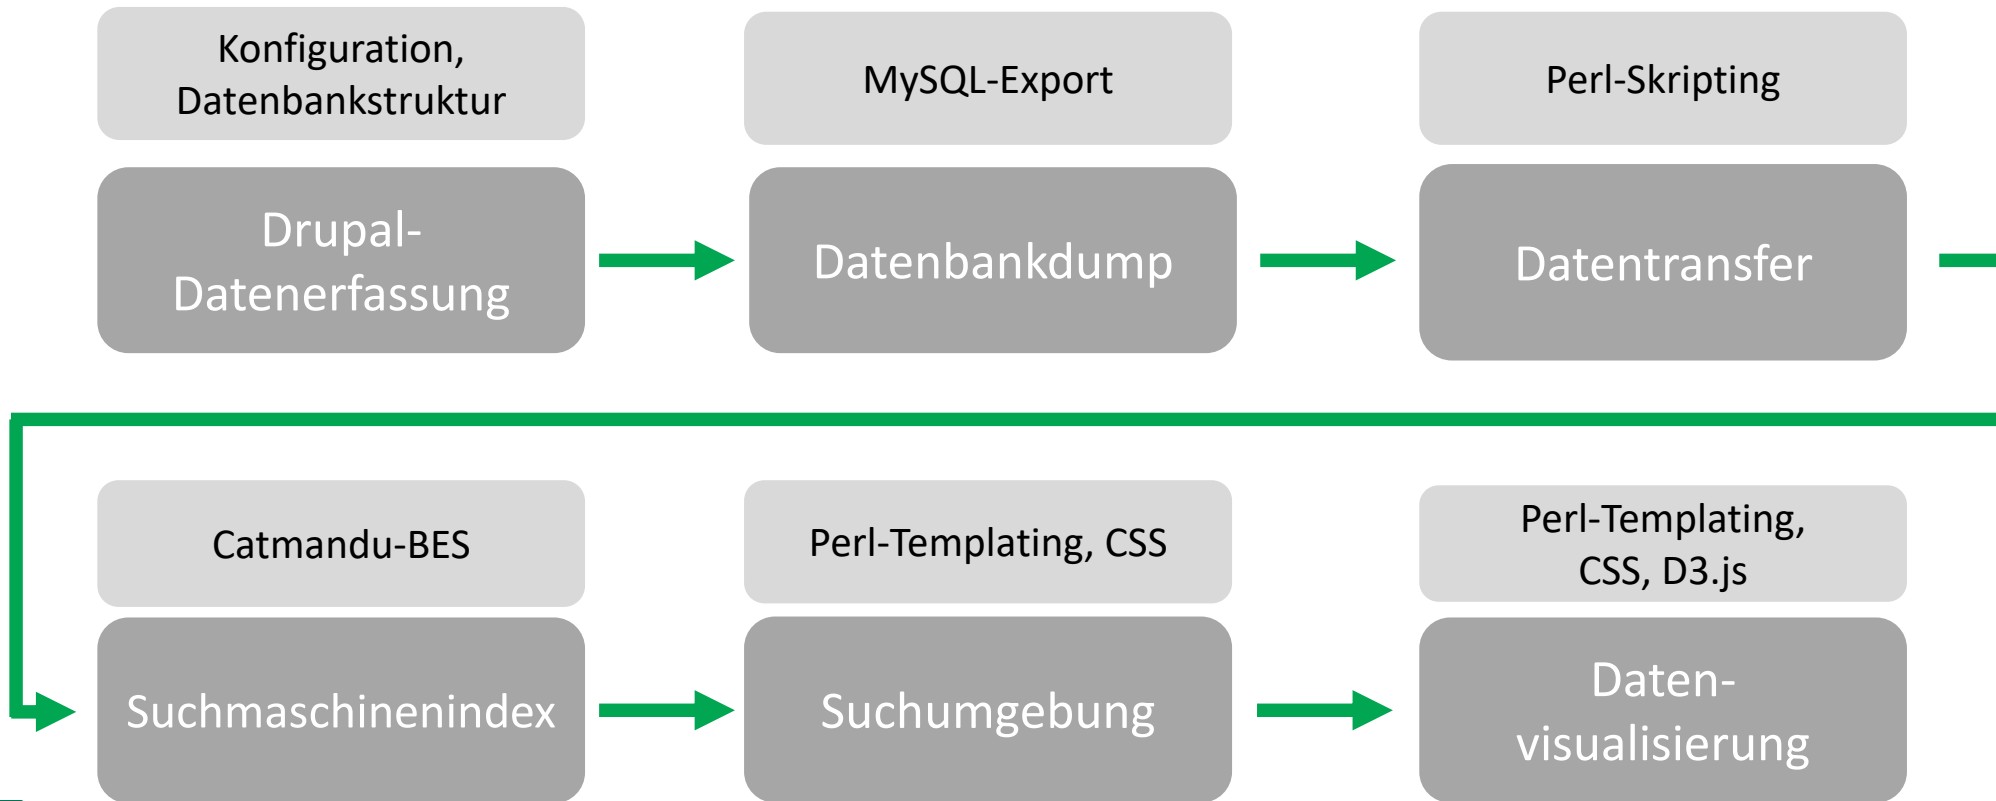 Konfiguration,
Datenbankstruktur
MySQL-Export
Perl-Skripting
Drupal-
Datenerfassung
Datenbankdump
Datentransfer
Catmandu-BES
Perl-Templating, CSS
Perl-Templating,
CSS, D3.js
Suchmaschinenindex
Suchumgebung
Daten-
visualisierung